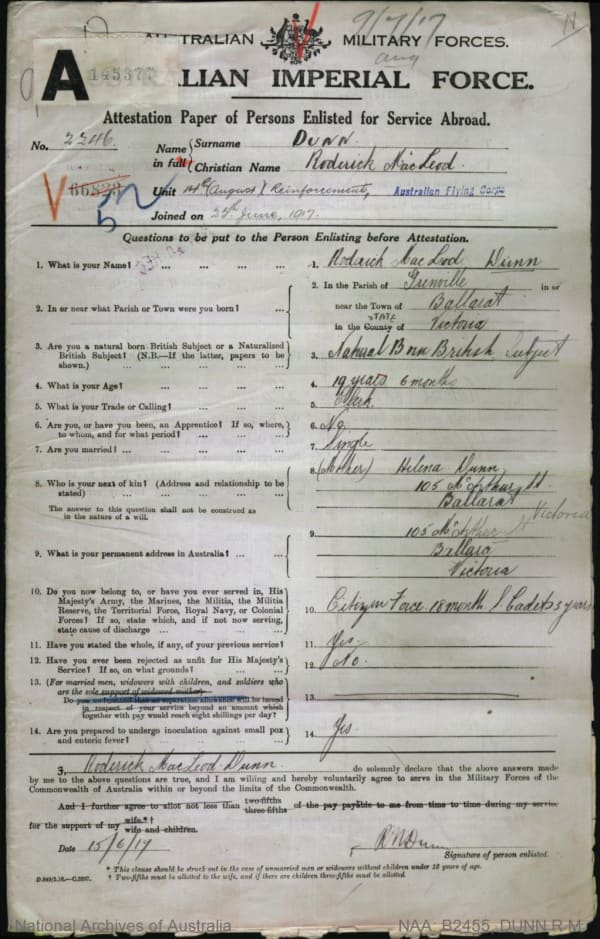 9/7/17
AUSTRALIAN MILITARY FORCES.
A 145377
ALIAN IMPERIAL FORCE.
Attestation Paper of Persons Enlisted for Service Abroad.
No. 2246
Name in full
Surname DUNN.
Christian Name Roderick MacLeod.
Unit 14th (August) Reinforcements, Australian Flying Corps
Joined on June, 1917.
Questions to be put to the Person Enlisting before Attestation.
1. What is your Name? ... ... ... 1. Roderick MacLeod Dunn
2. In or near what Parish or Town were you born? ... 2. In the Parish of Grenville in or
near the Town of Ballarat
STATE
in the County of Victoria
3. Are you a natural born British Subject or a Naturalized British Subject? (N.B.—If the latter, papers to be shown.) ... 3. Natural Born British Subject
4. What is your Age? ... 4. 19 years 6 months
5. What is your Trade or Calling? ... 5. Clerk.
6. Are you, or have you been, an Apprentice? If so, where, to whom, and for what period? ... 6. No.
7. Are you married? ... 7. Single
8. Who is your next of kin? (Address and relationship to be stated) ... 8. (Mother) Helena Dunn,
105 McArthur St.
Ballarat
Victoria
The answer to this question shall not be construed as in the nature of a will.
9. What is your permanent address in Australia? ... 9. 105 McArthur St
Ballarat
Victoria
10. Do you now belong to, or have you ever served in, His Majesty's Army, the Marines, the Militia, the Militia Reserve, the Territorial Force, Royal Navy, or Colonial Forces? If so, state which, and if not now serving, state cause of discharge ... 10. Citizen Force 18 month. Cadets 3 years
11. Have you stated the whole, if any, of your previous service? 11. Yes.
12. Have you ever been rejected as unfit for His Majesty's Service? If so, on what grounds? 12. No.
13. (For married men, widowers with children, and soldiers who are the sole support of widowed mother)—
Do you understand that no separation allowance will be issued in respect of your service beyond an amount which together with pay would reach eight shillings per day? 13.
14. Are you prepared to undergo inoculation against small pox and enteric fever? ... 14. Yes.
I, Roderick MacLeod Dunn do solemnly declare that the above answers made
by me to the above questions are true, and I am willing and hereby voluntarily agree to serve in the Military Forces of the
Commonwealth of Australia within or beyond the limits of the Commonwealth.
And I further agree to allot not less than two-fifths three-fifths of the pay payable to me from time to time during my service
for the support of my wife.*† wife and children.
Date 15/6/17 R M Dunn
Signature of person enlisted.
* This clause should be struck out in the case of unmarried men or widowers without children under 18 years of age.
† Two-fifths must be allotted to the wife, and if there are children three-fifths must be allotted.
National Archives of Australia NAA B2455, DUNN R M